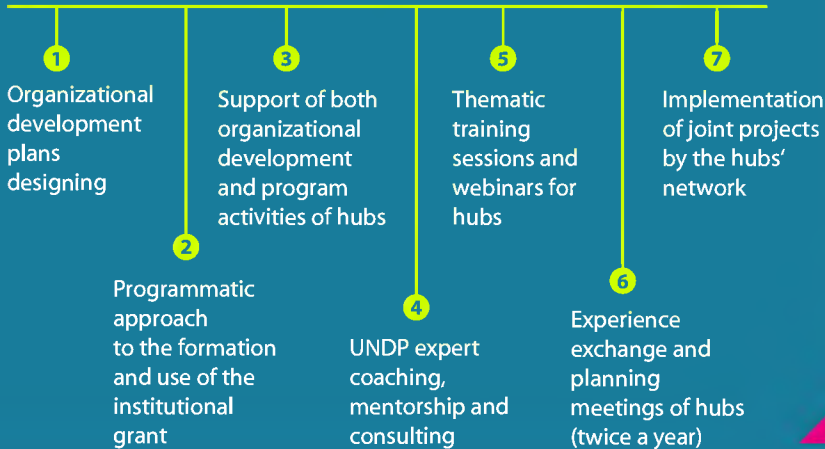 1
Organizational
development
plans
designing
2
Programmatic
approach
to the formation
and use of the
institutional
grant
3
Support of both
organizational
development
and program
activities of hubs
4
UNDP expert
coaching,
mentorship and
consulting
5
Thematic
training
sessions and
webinars for
hubs
6
Experience
exchange and
planning
meetings of hubs
(twice a year)
7
Implementation
of joint projects
by the hubs'
network